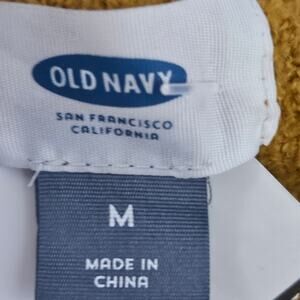 OLD NAVY
SAN FRANCISCO
CALIFORNIA
M
MADE IN
CHINA